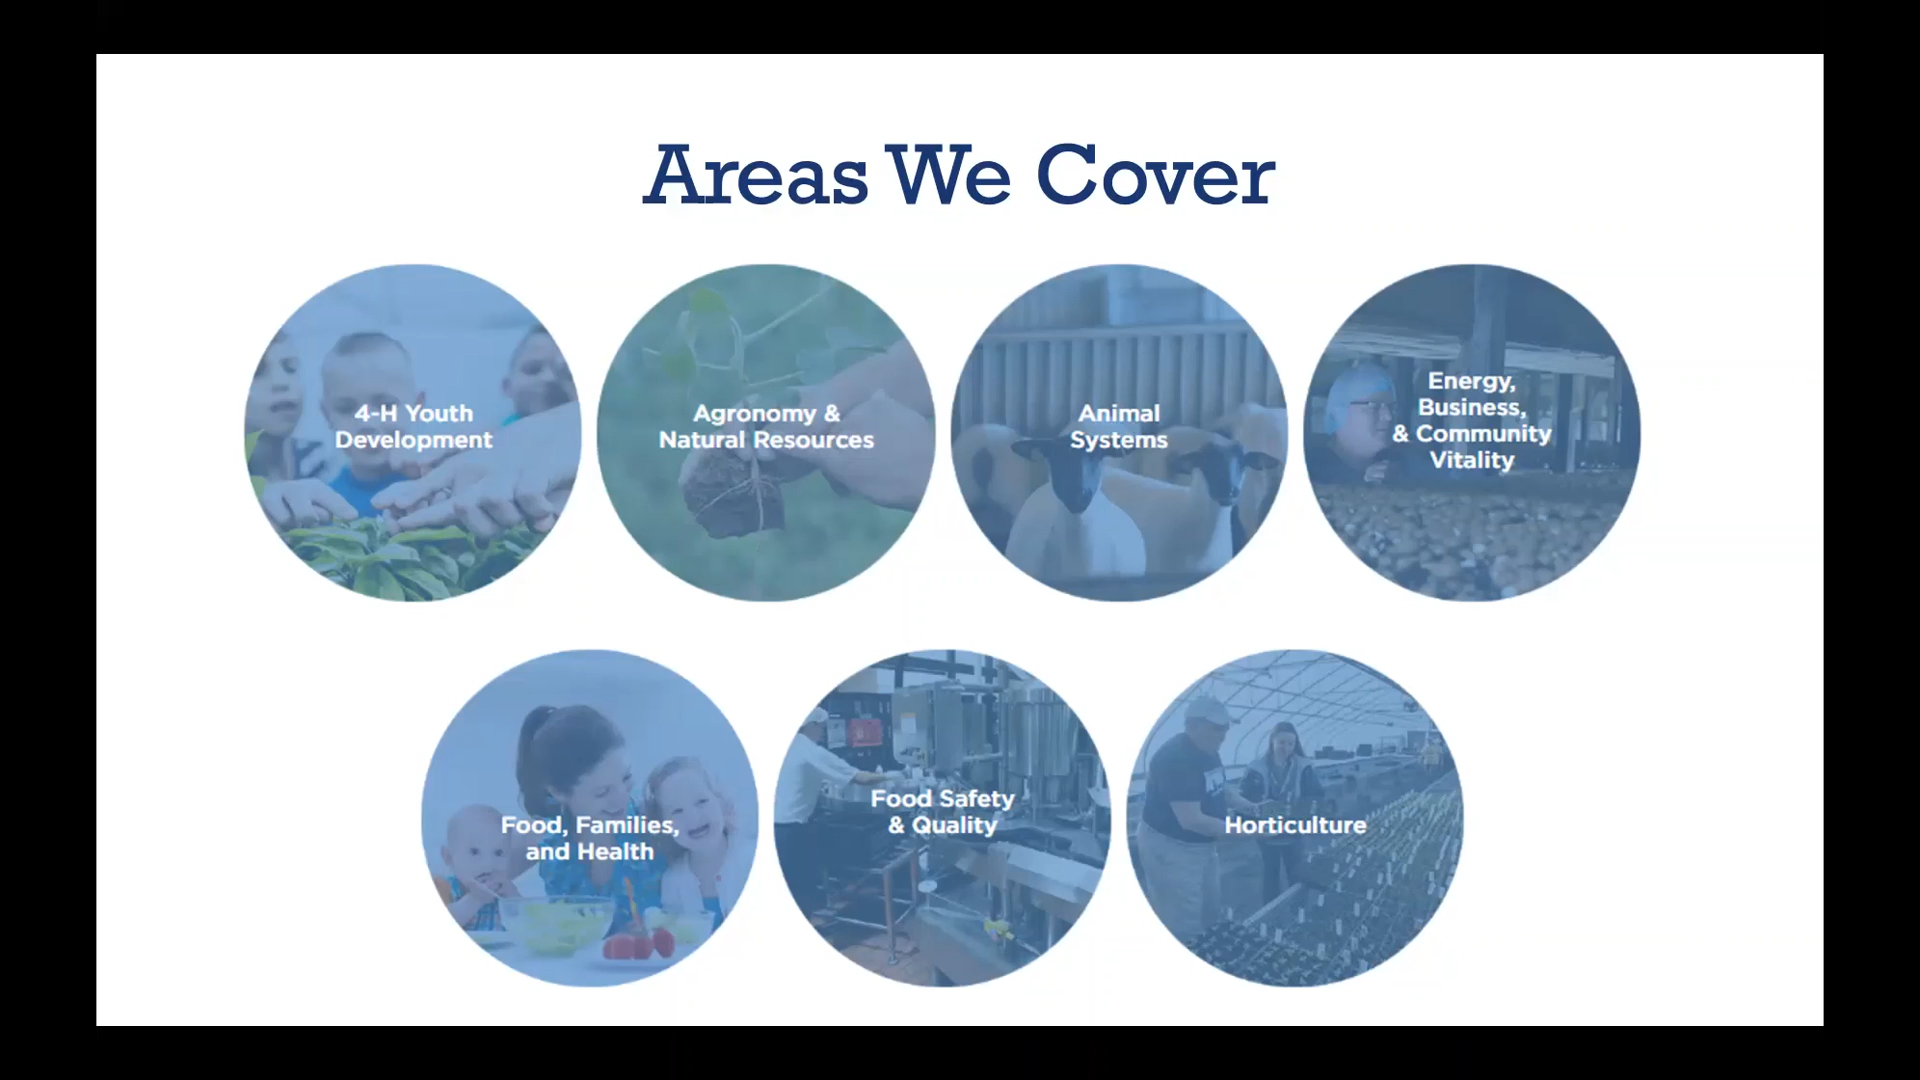 Areas We Cover
4-H Youth
Development
Agronomy &
Natural Resources
Animal
Systems
Energy,
Business,
& Community
Vitality
Food, Families,
and Health
Food Safety
& Quality
Horticulture